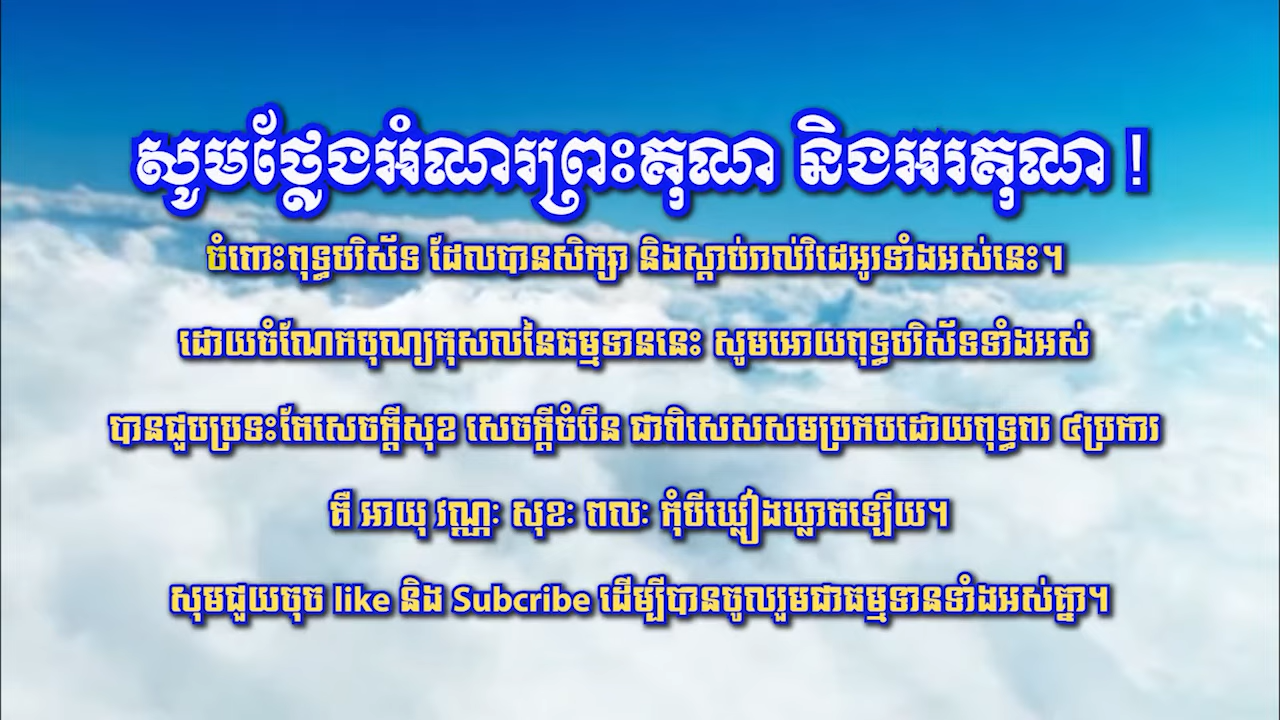 សូមថ្លែងអំណរព្រះគុណ និងអរគុណ !
ចំពោះពុទ្ធបរិស័ទ ដែលបានសិក្សា និងស្ដាប់រាល់វិដេអូរទាំងអស់នេះ។
ដោយចំណែកបុណ្យកុសលនៃធម្មទាននេះ សូមអោយពុទ្ធបរិស័ទទាំងអស់
បានជួបប្រទះតែសេចក្ដីសុខ សេចក្ដីចំរើន ជាពិសេសសមប្រកបដោយពុទ្ធពរ ៤ប្រការ
គឺ អាយុ វណ្ណៈ សុខៈ ពលៈ កុំបីឃ្លៀងឃ្លាតឡើយ។
សុមជួយចុច like និង Subcribe ដើម្បីបានចូលរួមជាធម្មទានទាំងអស់គ្នា។